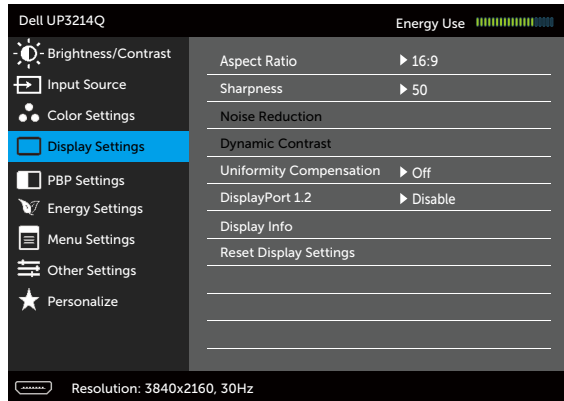 Dell UP3214Q
Energy Use
Brightness/Contrast
Input Source
Color Settings
Display Settings
PBP Settings
Energy Settings
Menu Settings
Other Settings
Personalize
Aspect Ratio 16:9
Sharpness 50
Noise Reduction
Dynamic Contrast
Uniformity Compensation Off
DisplayPort 1.2 Disable
Display Info
Reset Display Settings
Resolution: 3840x2160, 30Hz